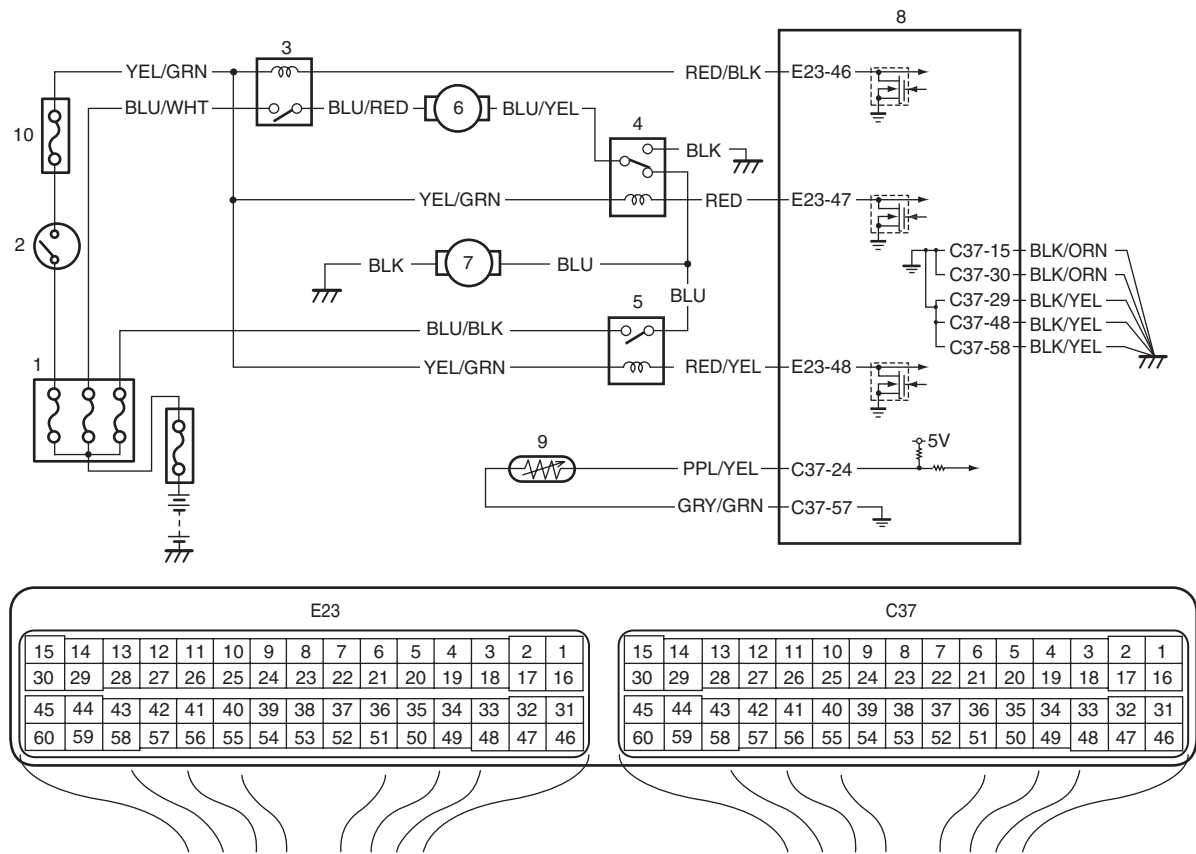 8
3
YEL/GRN RED/BLK E23-46
BLU/WHT BLU/RED 6 BLU/YEL
10
4
BLK
YEL/GRN RED E23-47
2
BLK 7 BLU
C37-15 BLK/ORN
C37-30 BLK/ORN
C37-29 BLK/YEL
C37-48 BLK/YEL
C37-58 BLK/YEL
BLU
5
BLU/BLK
1
YEL/GRN RED/YEL E23-48
9
5V
PPL/YEL C37-24
GRY/GRN C37-57
E23 C37
15 14 13 12 11 10 9 8 7 6 5 4 3 2 1 15 14 13 12 11 10 9 8 7 6 5 4 3 2 1
30 29 28 27 26 25 24 23 22 21 20 19 18 17 16 30 29 28 27 26 25 24 23 22 21 20 19 18 17 16
45 44 43 42 41 40 39 38 37 36 35 34 33 32 31 45 44 43 42 41 40 39 38 37 36 35 34 33 32 31
60 59 58 57 56 55 54 53 52 51 50 49 48 47 46 60 59 58 57 56 55 54 53 52 51 50 49 48 47 46